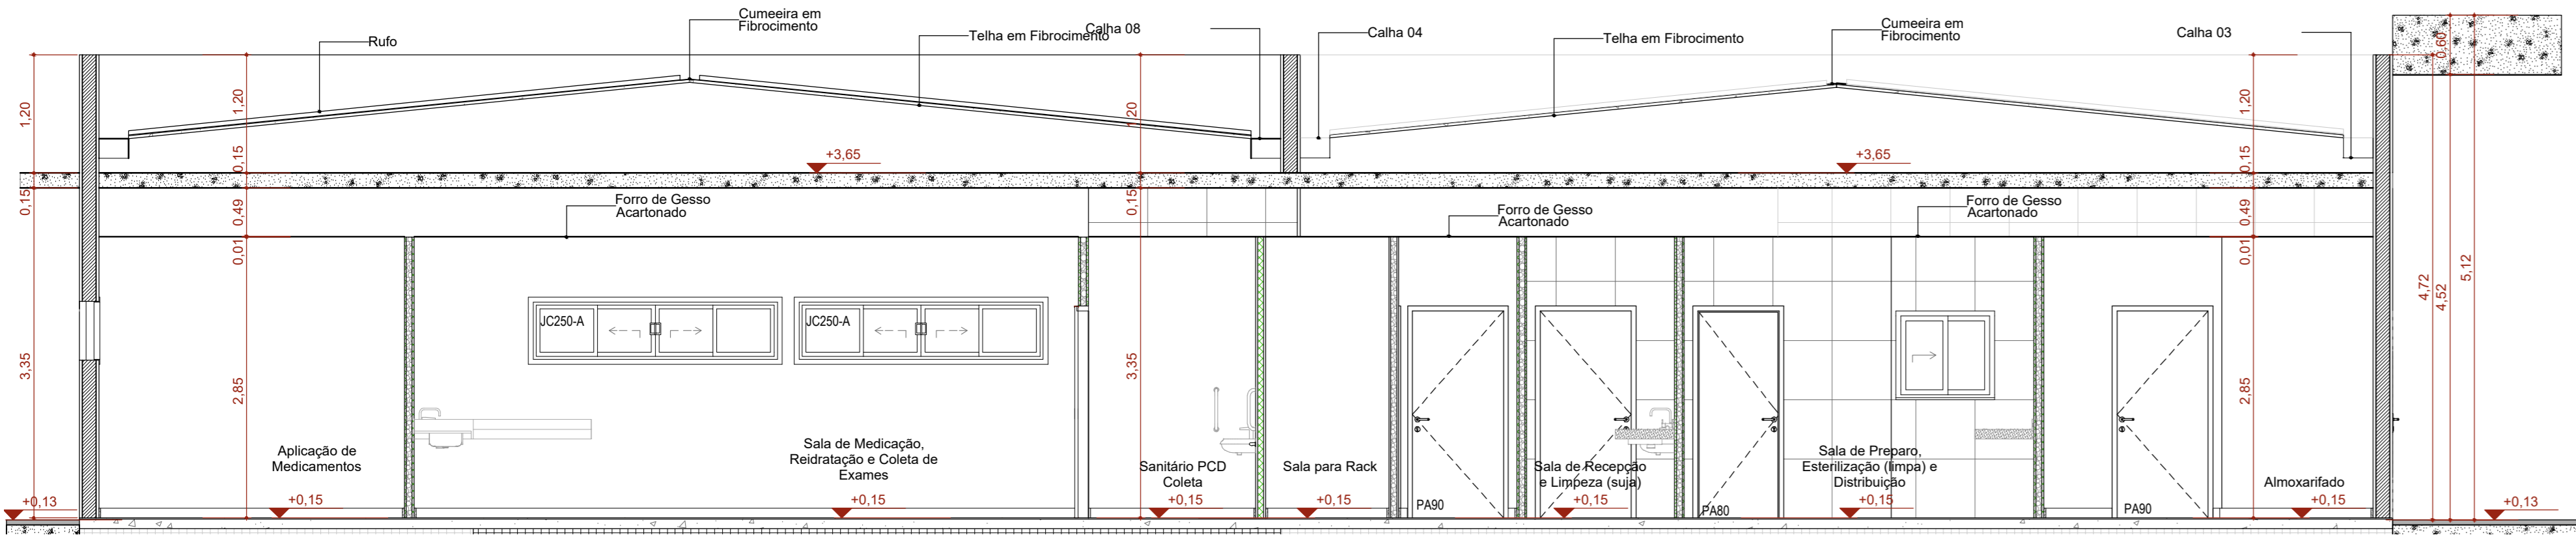 Cumeeira em
Fibrocimento
Rufo
Telha em Fibrocimento
Calha 08
Calha 04
Telha em Fibrocimento
Cumeeira em
Fibrocimento
Calha 03
0,60
1,20
1,20
1,20
1,20
4,72
4,52
5,12
+3,65
+3,65
0,15
0,15
0,15
0,15
0,49
0,49
0,01
0,01
Forro de Gesso
Acartonado
Forro de Gesso
Acartonado
Forro de Gesso
Acartonado
JC250-A
JC250-A
3,35
2,85
3,35
2,85
Aplicação de
Medicamentos
+0,15
Sala de Medicação,
Reidratação e Coleta de
Exames
+0,15
Sanitário PCD
Coleta
+0,15
Sala para Rack
+0,15
PA90
Sala de Recepção
e Limpeza (suja)
+0,15
PA80
Sala de Preparo,
Esterilização (limpa) e
Distribuição
+0,15
PA90
Almoxarifado
+0,15
+0,13
+0,13